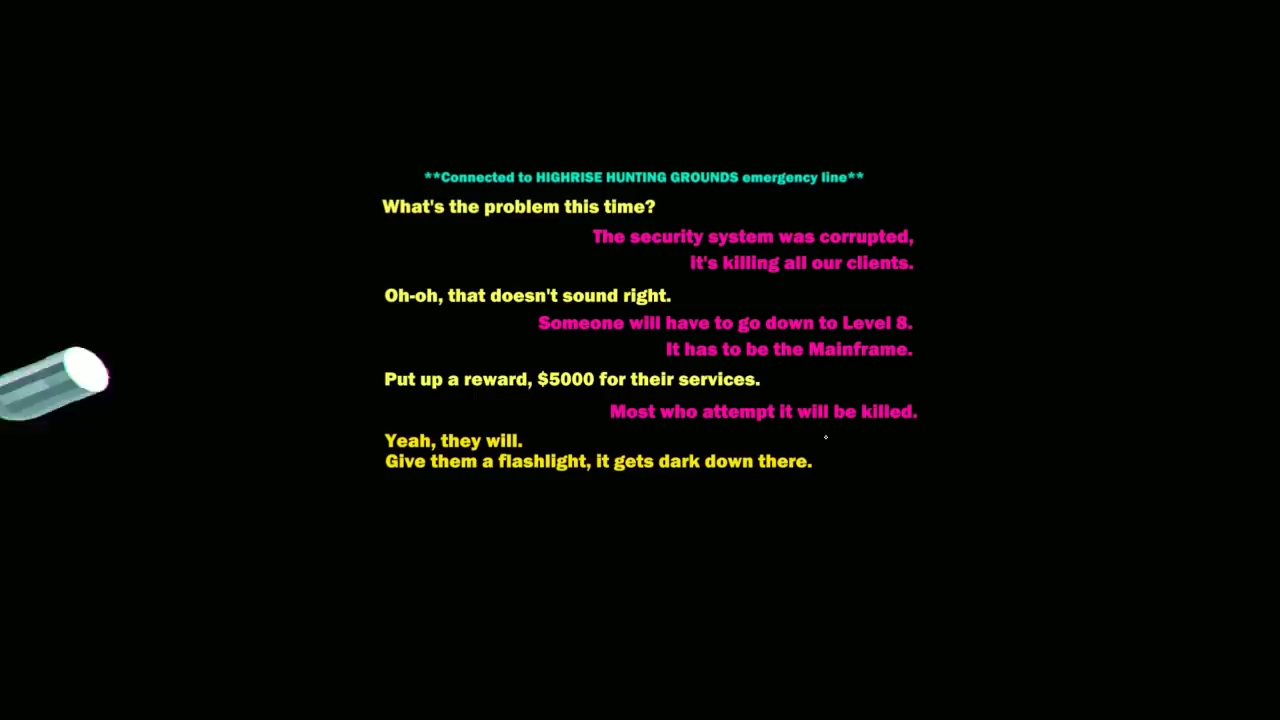 **Connected to HIGHRISE HUNTING GROUNDS emergency line**
What's the problem this time?
The security system was corrupted,
it's killing all our clients.
Oh-oh, that doesn't sound right.
Someone will have to go down to Level 8.
It has to be the Mainframe.
Put up a reward, $5000 for their services.
Most who attempt it will be killed.
Yeah, they will.
Give them a flashlight, it gets dark down there.